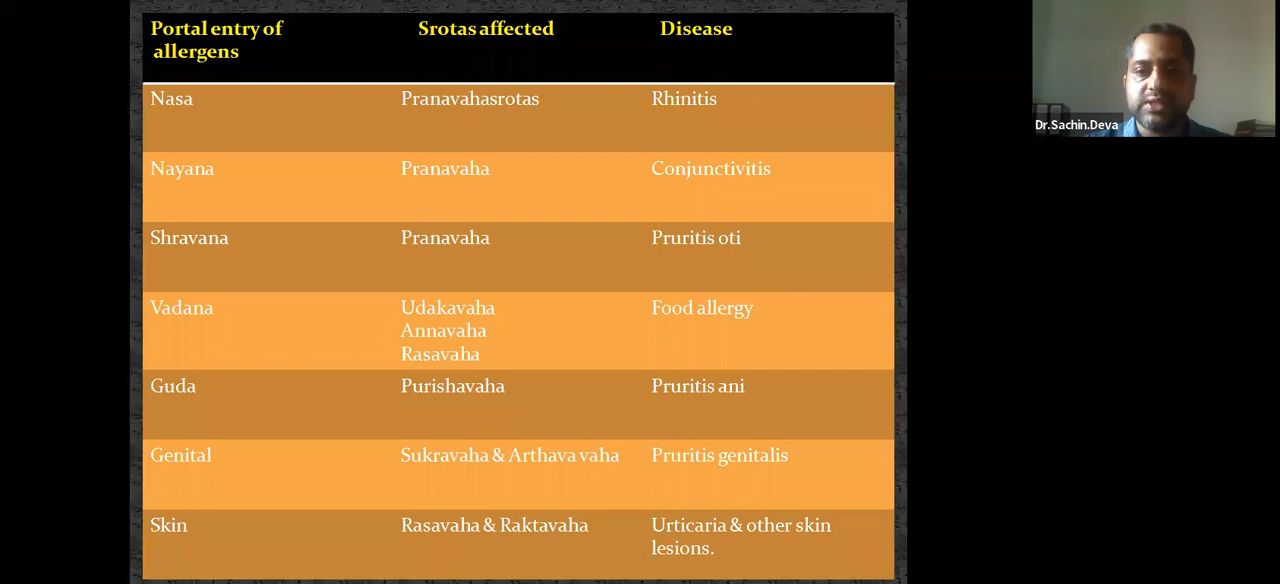 Portal entry of Srotas affected Disease
allergens
Nasa Pranavahasrotas Rhinitis
Nayana Pranavaha Conjunctivitis
Shravana Pranavaha Pruritis oti
Vadana Udakavaha Food allergy
Annavaha
Rasavaha
Guda Purishavaha Pruritis ani
Genital Sukravaha & Arthava vaha Pruritis genitalis
Skin Rasavaha & Raktavaha Urticaria & other skin
lesions.
Dr.Sachin.Deva